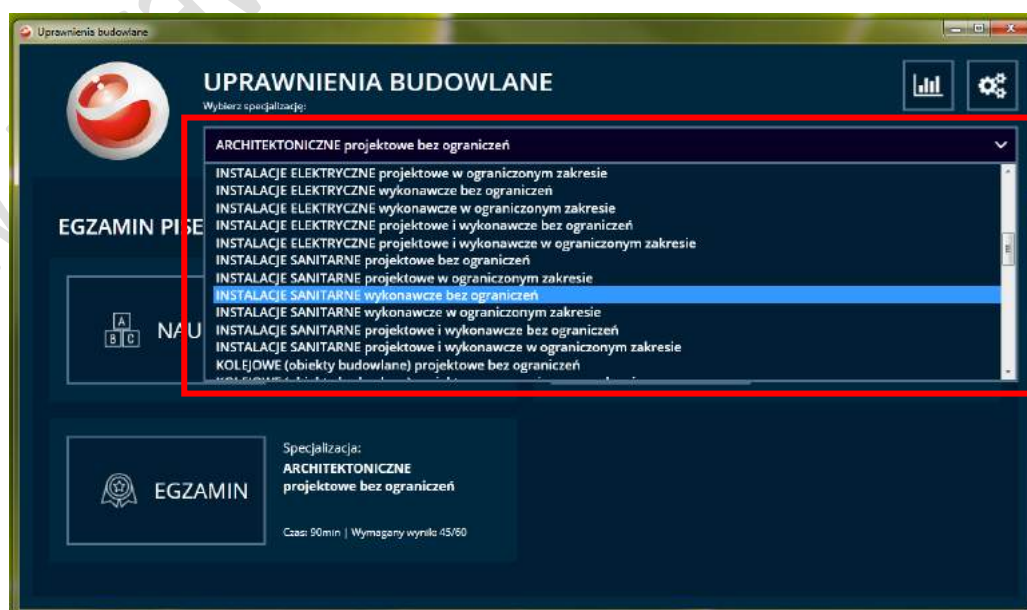 Uprawnienia budowlane
UPRAWNIENIA BUDOWLANE
Wybierz specjalizację:
ARCHITEKTONICZNE projektowe bez ograniczeń
INSTALACJE ELEKTRYCZNE projektowe w ograniczonym zakresie
INSTALACJE ELEKTRYCZNE wykonawcze bez ograniczeń
INSTALACJE ELEKTRYCZNE wykonawcze w ograniczonym zakresie
INSTALACJE ELEKTRYCZNE projektowe i wykonawcze bez ograniczeń
INSTALACJE ELEKTRYCZNE projektowe i wykonawcze w ograniczonym zakresie
INSTALACJE SANITARNE projektowe bez ograniczeń
INSTALACJE SANITARNE projektowe w ograniczonym zakresie
INSTALACJE SANITARNE wykonawcze bez ograniczeń
INSTALACJE SANITARNE wykonawcze w ograniczonym zakresie
INSTALACJE SANITARNE projektowe i wykonawcze bez ograniczeń
INSTALACJE SANITARNE projektowe i wykonawcze w ograniczonym zakresie
KOLEJOWE (obiekty budowlane) projektowe bez ograniczeń
EGZAMIN PISE
A
B C
NAU
EGZAMIN
Specjalizacja:
ARCHITEKTONICZNE
projektowe bez ograniczeń
Czas: 90min | Wymagany wynik: 45/60